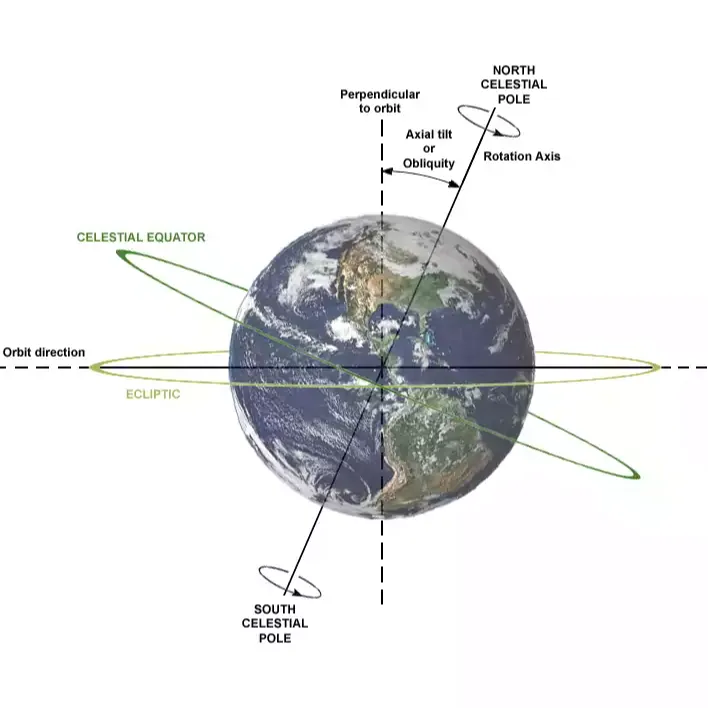 NORTH
CELESTIAL
POLE
Perpendicular
to orbit
Axial tilt
or
Obliquity
Rotation Axis
CELESTIAL EQUATOR
Orbit direction
ECLIPTIC
SOUTH
CELESTIAL
POLE